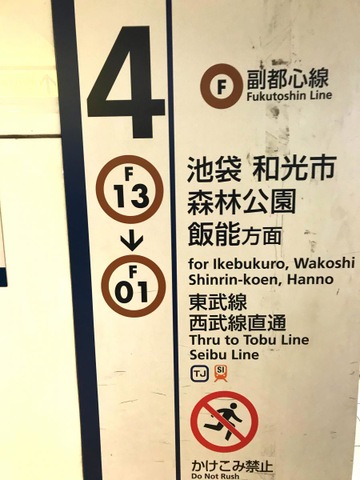 4
F
副都心線
Fukutoshin Line
F
13
F
01
池袋 和光市
森林公園
飯能方面
for Ikebukuro, Wakoshi
Shinrin-koen, Hanno
東武線
西武線直通
Thru to Tobu Line
Seibu Line
TJ SI
かけこみ禁止
Do Not Rush